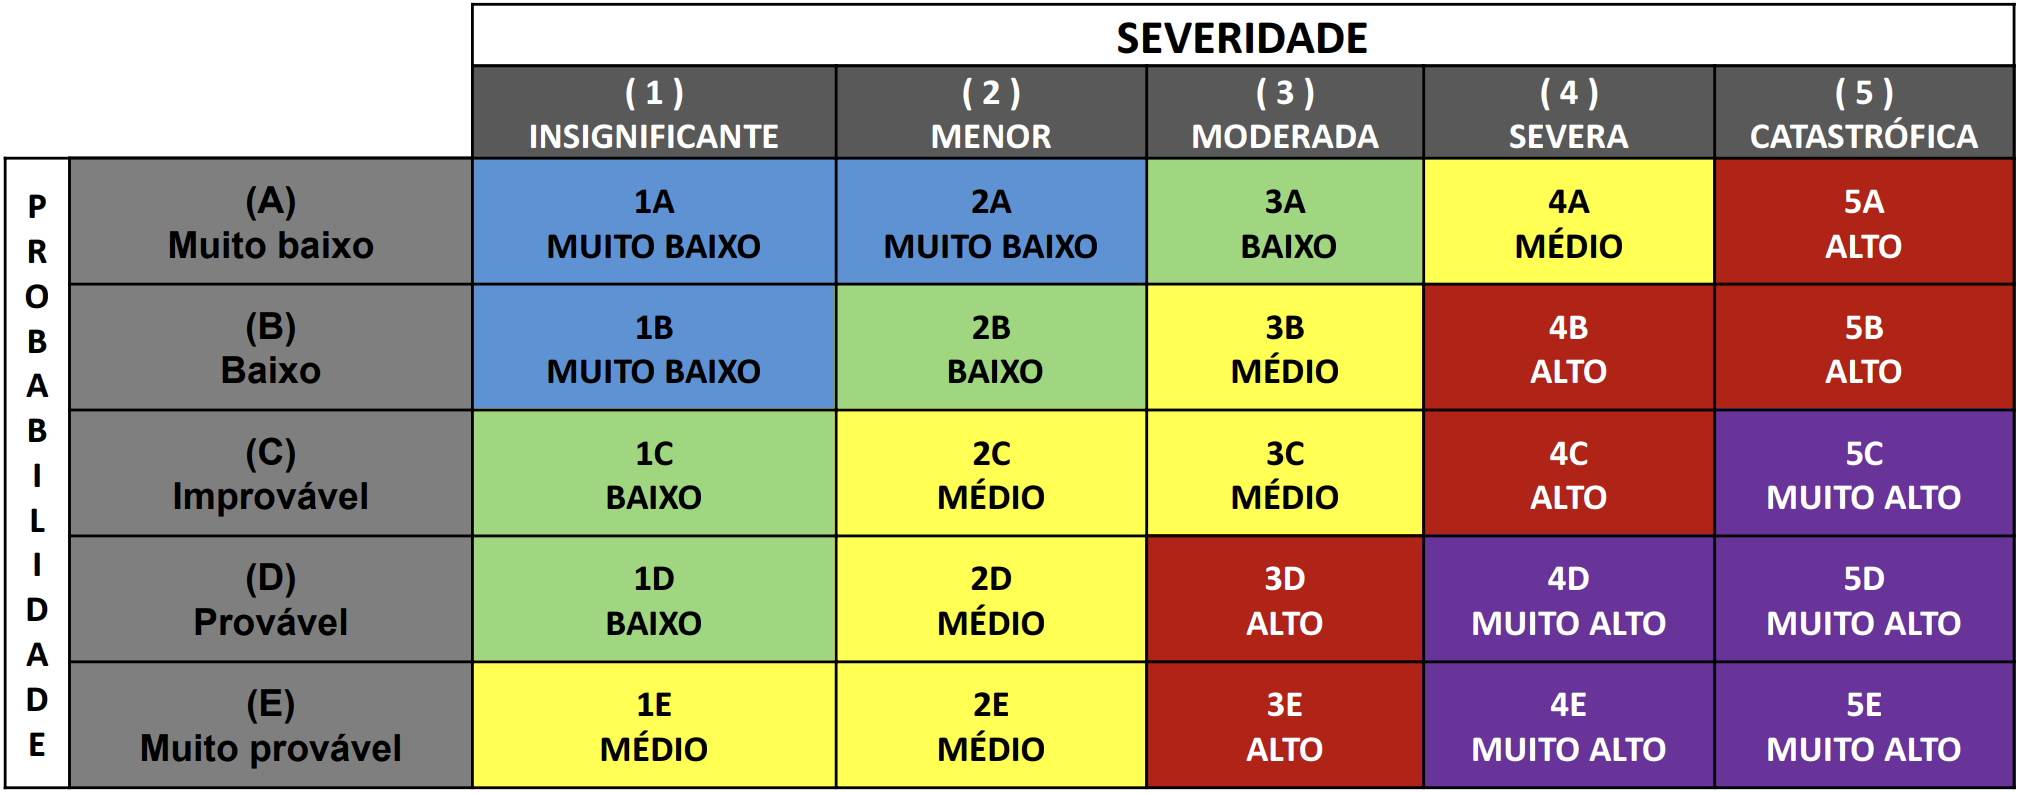 SEVERIDADE
( 1 )
INSIGNIFICANTE
( 2 )
MENOR
( 3 )
MODERADA
( 4 )
SEVERA
( 5 )
CATASTRÓFICA
PROBABILIDADE
(A)
Muito baixo
1A
MUITO BAIXO
2A
MUITO BAIXO
3A
BAIXO
4A
MÉDIO
5A
ALTO
(B)
Baixo
1B
MUITO BAIXO
2B
BAIXO
3B
MÉDIO
4B
ALTO
5B
ALTO
(C)
Improvável
1C
BAIXO
2C
MÉDIO
3C
MÉDIO
4C
ALTO
5C
MUITO ALTO
(D)
Provável
1D
BAIXO
2D
MÉDIO
3D
ALTO
4D
MUITO ALTO
5D
MUITO ALTO
(E)
Muito provável
1E
MÉDIO
2E
MÉDIO
3E
ALTO
4E
MUITO ALTO
5E
MUITO ALTO